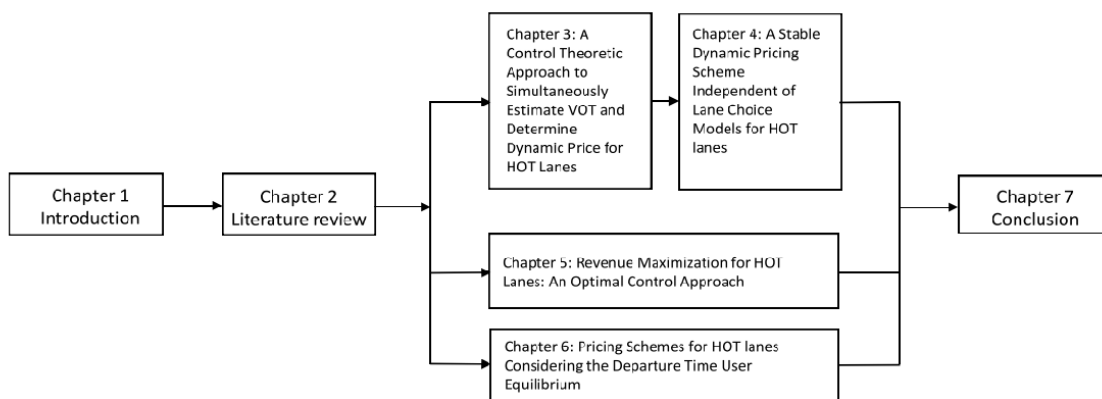 Chapter 1
Introduction
Chapter 2
Literature review
Chapter 3: A
Control Theoretic
Approach to
Simultaneously
Estimate VOT and
Determine
Dynamic Price for
HOT Lanes
Chapter 4: A Stable
Dynamic Pricing
Scheme
Independent of
Lane Choice
Models for HOT
lanes
Chapter 5: Revenue Maximization for HOT
Lanes: An Optimal Control Approach
Chapter 6: Pricing Schemes for HOT lanes
Considering the Departure Time User
Equilibrium
Chapter 7
Conclusion